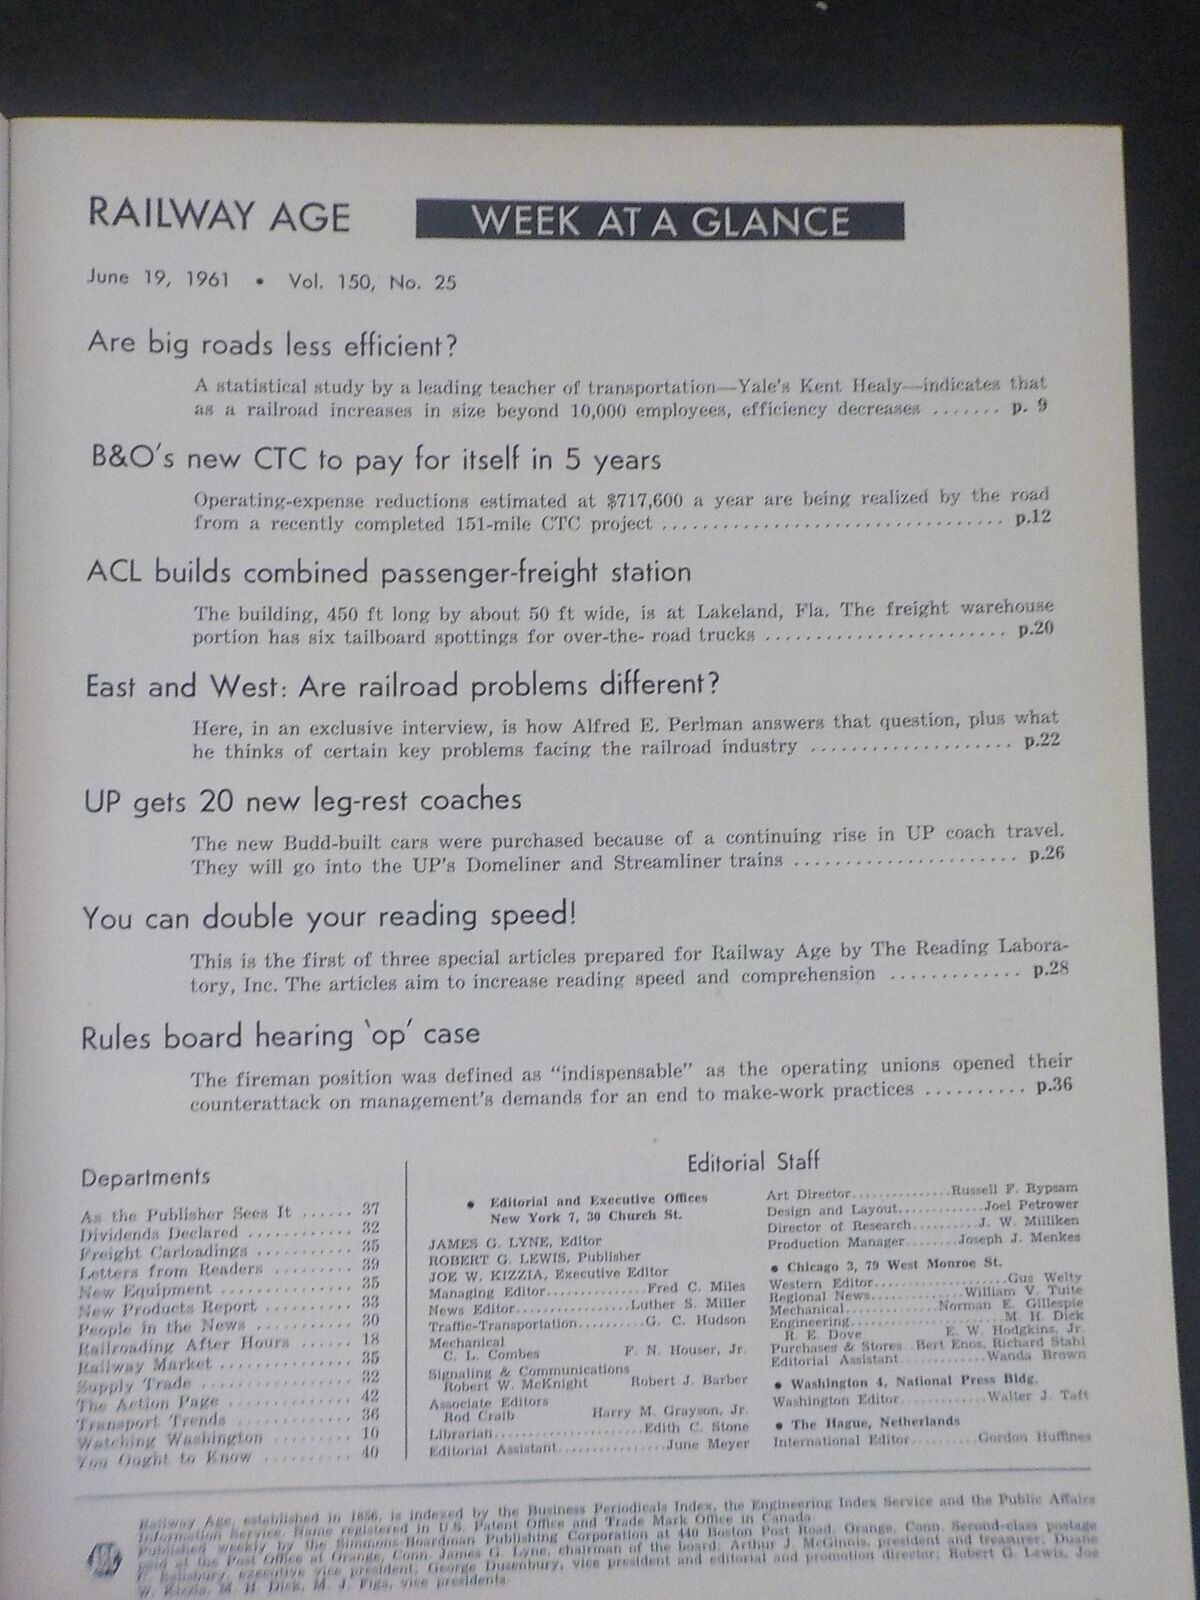 RAILWAY AGE WEEK AT A GLANCE
June 19, 1961 • Vol. 150, No. 25
Are big roads less efficient?
A statistical study by a leading teacher of transportation—Yale's Kent Healy—indicates that
as a railroad increases in size beyond 10,000 employees, efficiency decreases ....... p. 9
B&O's new CTC to pay for itself in 5 years
Operating-expense reductions estimated at $717,600 a year are being realized by the road
from a recently completed 151-mile CTC project ................................. p.12
ACL builds combined passenger-freight station
The building, 450 ft long by about 50 ft wide, is at Lakeland, Fla. The freight warehouse
portion has six tailboard spottings for over-the- road trucks ........................ p.20
East and West: Are railroad problems different?
Here, in an exclusive interview, is how Alfred E. Perlman answers that question, plus what
he thinks of certain key problems facing the railroad industry .................... p.22
UP gets 20 new leg-rest coaches
The new Budd-built cars were purchased because of a continuing rise in UP coach travel.
They will go into the UP's Domeliner and Streamliner trains ...................... p.26
You can double your reading speed!
This is the first of three special articles prepared for Railway Age by The Reading Labora-
tory, Inc. The articles aim to increase reading speed and comprehension ............. p.28
Rules board hearing 'op' case
The fireman position was defined as "indispensable" as the operating unions opened their
counterattack on management's demands for an end to make-work practices .......... p.36
Departments
As the Publisher Sees It ...... 37
Dividends Declared ............ 32
Freight Carloadings ........... 35
Letters from Readers .......... 39
New Equipment ................. 35
New Products Report ........... 33
People in the News ............ 30
Railroading After Hours ....... 18
Railway Market ................ 35
Supply Trade .................. 32
The Action Page ............... 42
Transport Trends .............. 36
Watching Washington ........... 10
You Ought to Know ............. 40
Editorial Staff
• Editorial and Executive Offices
New York 7, 30 Church St.
JAMES G. LYNE, Editor
ROBERT G. LEWIS, Publisher
JOE W. KIZZIA, Executive Editor
Managing Editor..............Fred C. Miles
News Editor................Luther S. Miller
Traffic-Transportation.........G. C. Hudson
Mechanical
C. L. Combes F. N. Houser, Jr.
Signaling & Communications
Robert W. McKnight Robert J. Barber
Associate Editors
Rod Craib Harry M. Grayson, Jr.
Librarian.....................Edith C. Stone
Editorial Assistant...............June Meyer
Art Director..............Russell F. Rypsam
Design and Layout............Joel Petrower
Director of Research.........J. W. Milliken
Production Manager........Joseph J. Menkes
• Chicago 3, 79 West Monroe St.
Western Editor...................Gus Welty
Regional News.............William V. Tuite
Mechanical.............Norman E. Gillespie
Engineering......................M. H. Dick
R. E. Dove E. W. Hodgkins, Jr.
Purchases & Stores..Bert Enos, Richard Stahl
Editorial Assistant............Wanda Brown
• Washington 4, National Press Bldg.
Washington Editor............Walter J. Taft
• The Hague, Netherlands
International Editor.........Gordon Huffines
Railway Age, established in 1856, is indexed by the Business Periodicals Index, the Engineering Index Service and the Public Affairs
Information Service. Name registered in U.S. Patent Office and Trade Mark Office in Canada.
Published weekly by the Simmons-Boardman Publishing Corporation at 440 Boston Post Road, Orange, Conn. Second-class postage
paid at the Post Office at Orange, Conn. James G. Lyne, chairman of the board; Arthur J. McGinnis, president and treasurer; Duane
C. Salisbury, executive vice president; George Dusenbury, vice president and editorial and promotion director; Robert G. Lewis, Joe
W. Kizzia, M. H. Dick, M. J. Figa, vice presidents.